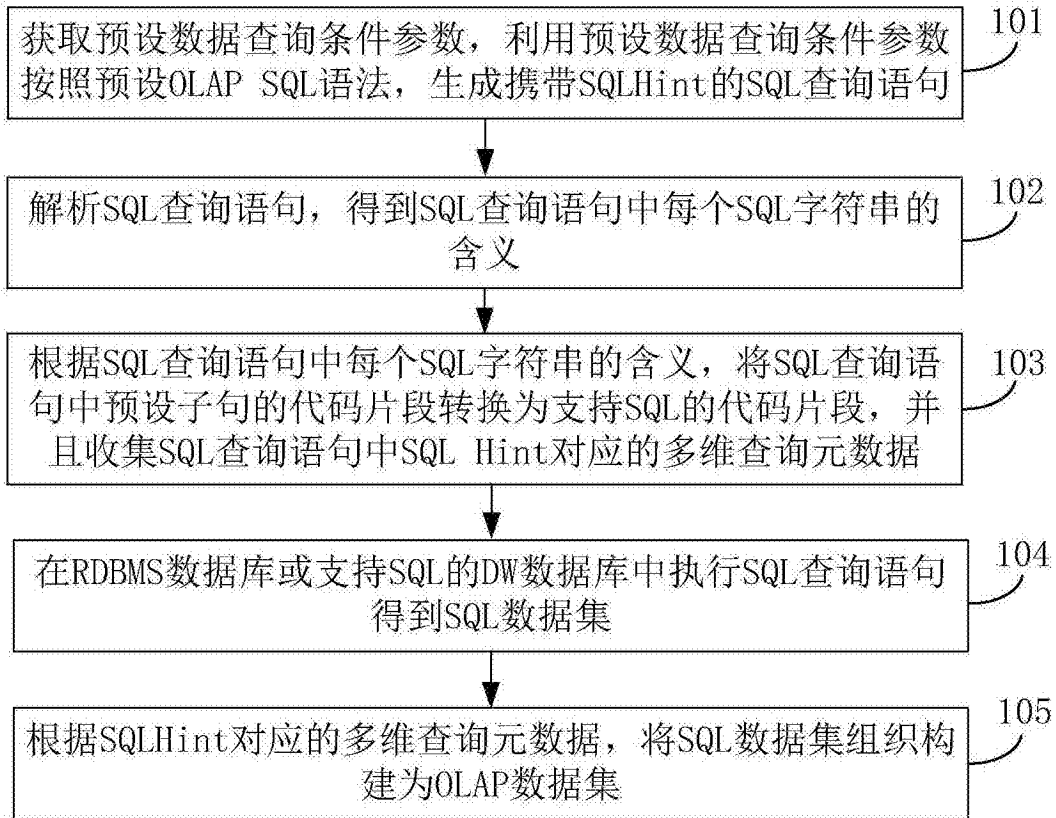 获取预设数据查询条件参数，利用预设数据查询条件参数
按照预设OLAP SQL语法，生成携带SQLHint的SQL查询语句
101
解析SQL查询语句，得到SQL查询语句中每个SQL字符串的
含义
102
根据SQL查询语句中每个SQL字符串的含义，将SQL查询语
句中预设子句的代码片段转换为支持SQL的代码片段，并
且收集SQL查询语句中SQL Hint对应的多维查询元数据
103
在RDBMS数据库或支持SQL的DW数据库中执行SQL查询语句
得到SQL数据集
104
根据SQLHint对应的多维查询元数据，将SQL数据集组织构
建为OLAP数据集
105